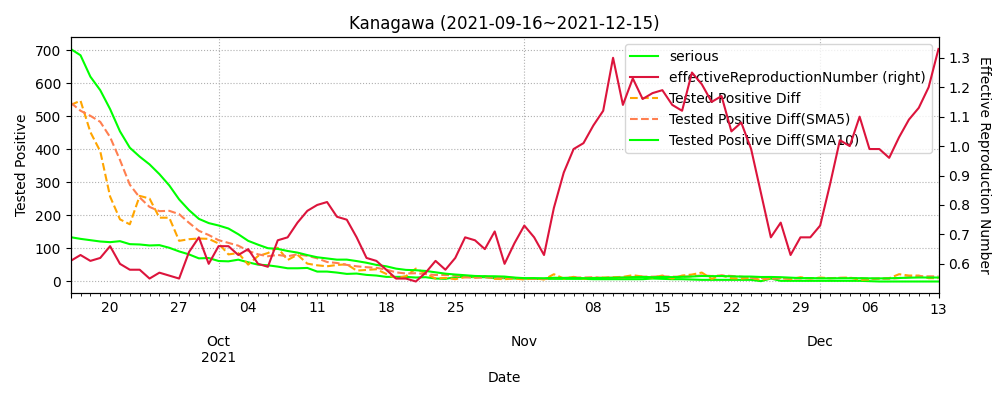 Kanagawa (2021-09-16~2021-12-15)
serious
effectiveReproductionNumber (right)
Tested Positive Diff
Tested Positive Diff(SMA5)
Tested Positive Diff(SMA10)
Tested Positive
700
600
500
400
300
200
100
0
1.3
1.2
1.1
1.0
0.9
0.8
0.7
0.6
Effective Reproduction Number
20 27 04 11 18 25 08 15 22 29 06 13
Oct Nov Dec
2021
Date